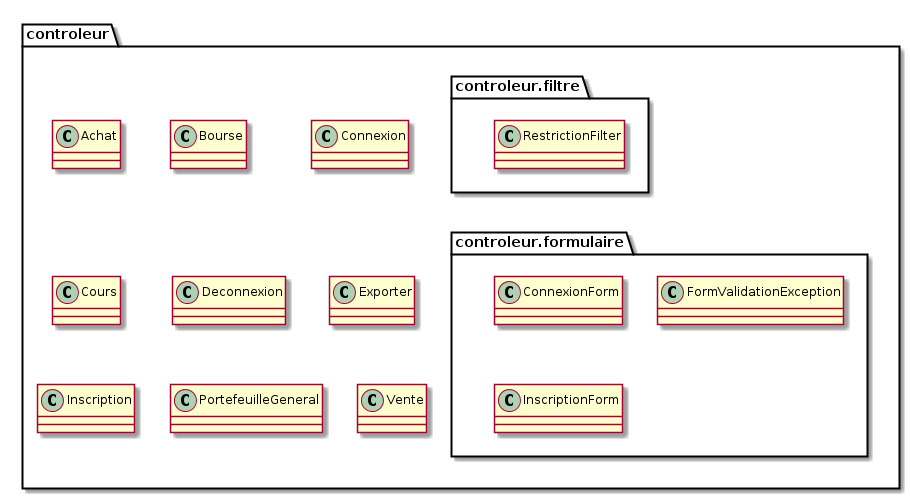 controleur
controleur.filtre
C Achat
C Bourse
C Connexion
C RestrictionFilter
controleur.formulaire
C Cours
C Deconnexion
C Exporter
C ConnexionForm
C FormValidationException
C Inscription
C PortefeuilleGeneral
C Vente
C InscriptionForm